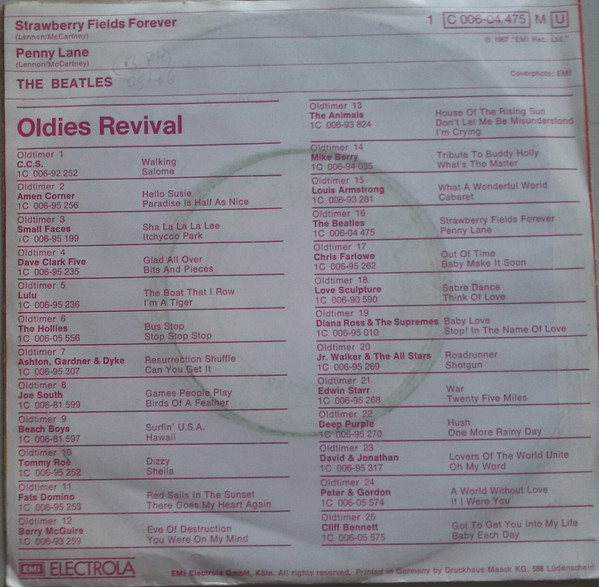 Strawberry Fields Forever
(Lennon/McCartney)
Penny Lane
(Lennon/McCartney)
THE BEATLES
1 C 006-04 475 M U
℗ 1967 "EMI Rec. Ltd."
Coverphoto: EMI
Oldies Revival
Oldtimer 1
C.C.S. Walking
1C 006-92 252 Salome
Oldtimer 2
Amen Corner Hello Susie
1C 006-95 256 Paradise Is Half As Nice
Oldtimer 3
Small Faces Sha La La La Lee
1C 006-95 199 Itchycoo Park
Oldtimer 4
Dave Clark Five Glad All Over
1C 006-95 235 Bits And Pieces
Oldtimer 5
Lulu The Boat That I Row
1C 006-95 236 I'm A Tiger
Oldtimer 6
The Hollies Bus Stop
1C 006-05 556 Stop Stop Stop
Oldtimer 7
Ashton, Gardner & Dyke Resurrection Shuffle
1C 006-95 307 Can You Get It
Oldtimer 8
Joe South Games People Play
1C 006-81 599 Birds Of A Feather
Oldtimer 9
Beach Boys Surfin' U.S.A.
1C 006-81 597 Hawaii
Oldtimer 10
Tommy Roe Dizzy
1C 006-95 252 Sheila
Oldtimer 11
Fats Domino Red Sails In The Sunset
1C 006-95 253 There Goes My Heart Again
Oldtimer 12
Barry McGuire Eve Of Destruction
1C 006-93 259 You Were On My Mind
Oldtimer 13
The Animals House Of The Rising Sun
1C 006-93 824 Don't Let Me Be Misunderstood
I'm Crying
Oldtimer 14
Mike Berry Tribute To Buddy Holly
1C 006-94 035 What's The Matter
Oldtimer 15
Louis Armstrong What A Wonderful World
1C 006-93 281 Cabaret
Oldtimer 16
The Beatles Strawberry Fields Forever
1C 006-04 475 Penny Lane
Oldtimer 17
Chris Farlowe Out Of Time
1C 006-95 262 Baby Make It Soon
Oldtimer 18
Love Sculpture Sabre Dance
1C 006-90 590 Think Of Love
Oldtimer 19
Diana Ross & The Supremes Baby Love
1C 006-95 010 Stop! In The Name Of Love
Oldtimer 20
Jr. Walker & The All Stars Roadrunner
1C 006-95 269 Shotgun
Oldtimer 21
Edwin Starr War
1C 006-95 268 Twenty Five Miles
Oldtimer 22
Deep Purple Hush
1C 006-95 270 One More Rainy Day
Oldtimer 23
David & Jonathan Lovers Of The World Unite
1C 006-95 317 Oh My Word
Oldtimer 24
Peter & Gordon A World Without Love
1C 006-05 574 If I Were You
Oldtimer 25
Cliff Bennett Got To Get You Into My Life
1C 006-05 575 Baby Each Day
EMI ELECTROLA
EMI Electrola GmbH, Köln. All rights reserved. Printed in Germany by Druckhaus Maack KG, 588 Lüdenscheid